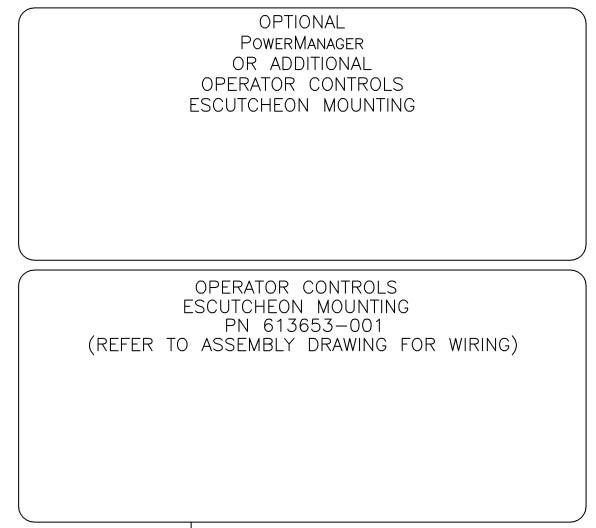 OPTIONAL
POWERMANAGER
OR ADDITIONAL
OPERATOR CONTROLS
ESCUTCHEON MOUNTING
OPERATOR CONTROLS
ESCUTCHEON MOUNTING
PN 613653-001
(REFER TO ASSEMBLY DRAWING FOR WIRING)